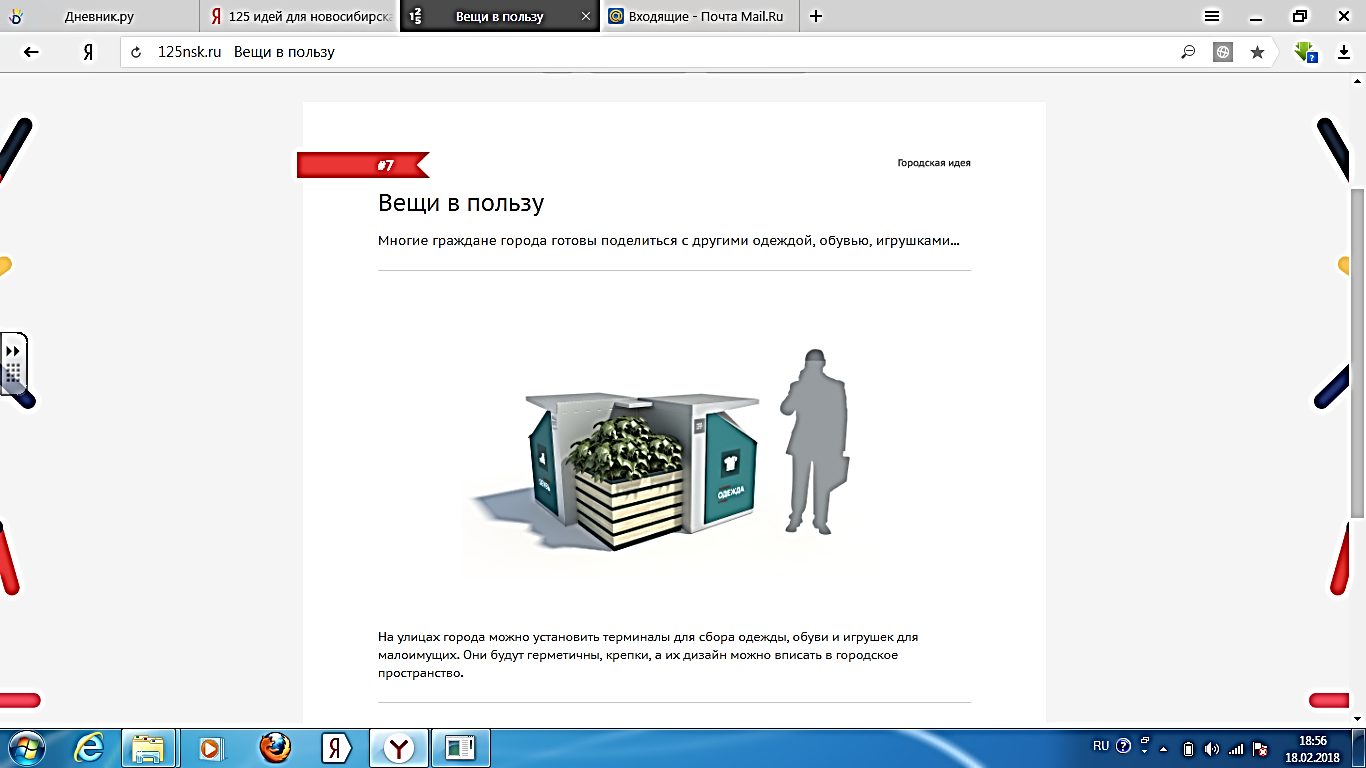 Дневник.ру
125 идей для новосибирска
Вещи в пользу
Входящие - Почта Mail.Ru
125nsk.ru Вещи в пользу
#7
Городская идея
Вещи в пользу
Многие граждане города готовы поделиться с другими одеждой, обувью, игрушками...
ОДЕЖДА
На улицах города можно установить терминалы для сбора одежды, обуви и игрушек для
малоимущих. Они будут герметичны, крепки, а их дизайн можно вписать в городское
пространство.
RU
18:56
18.02.2018